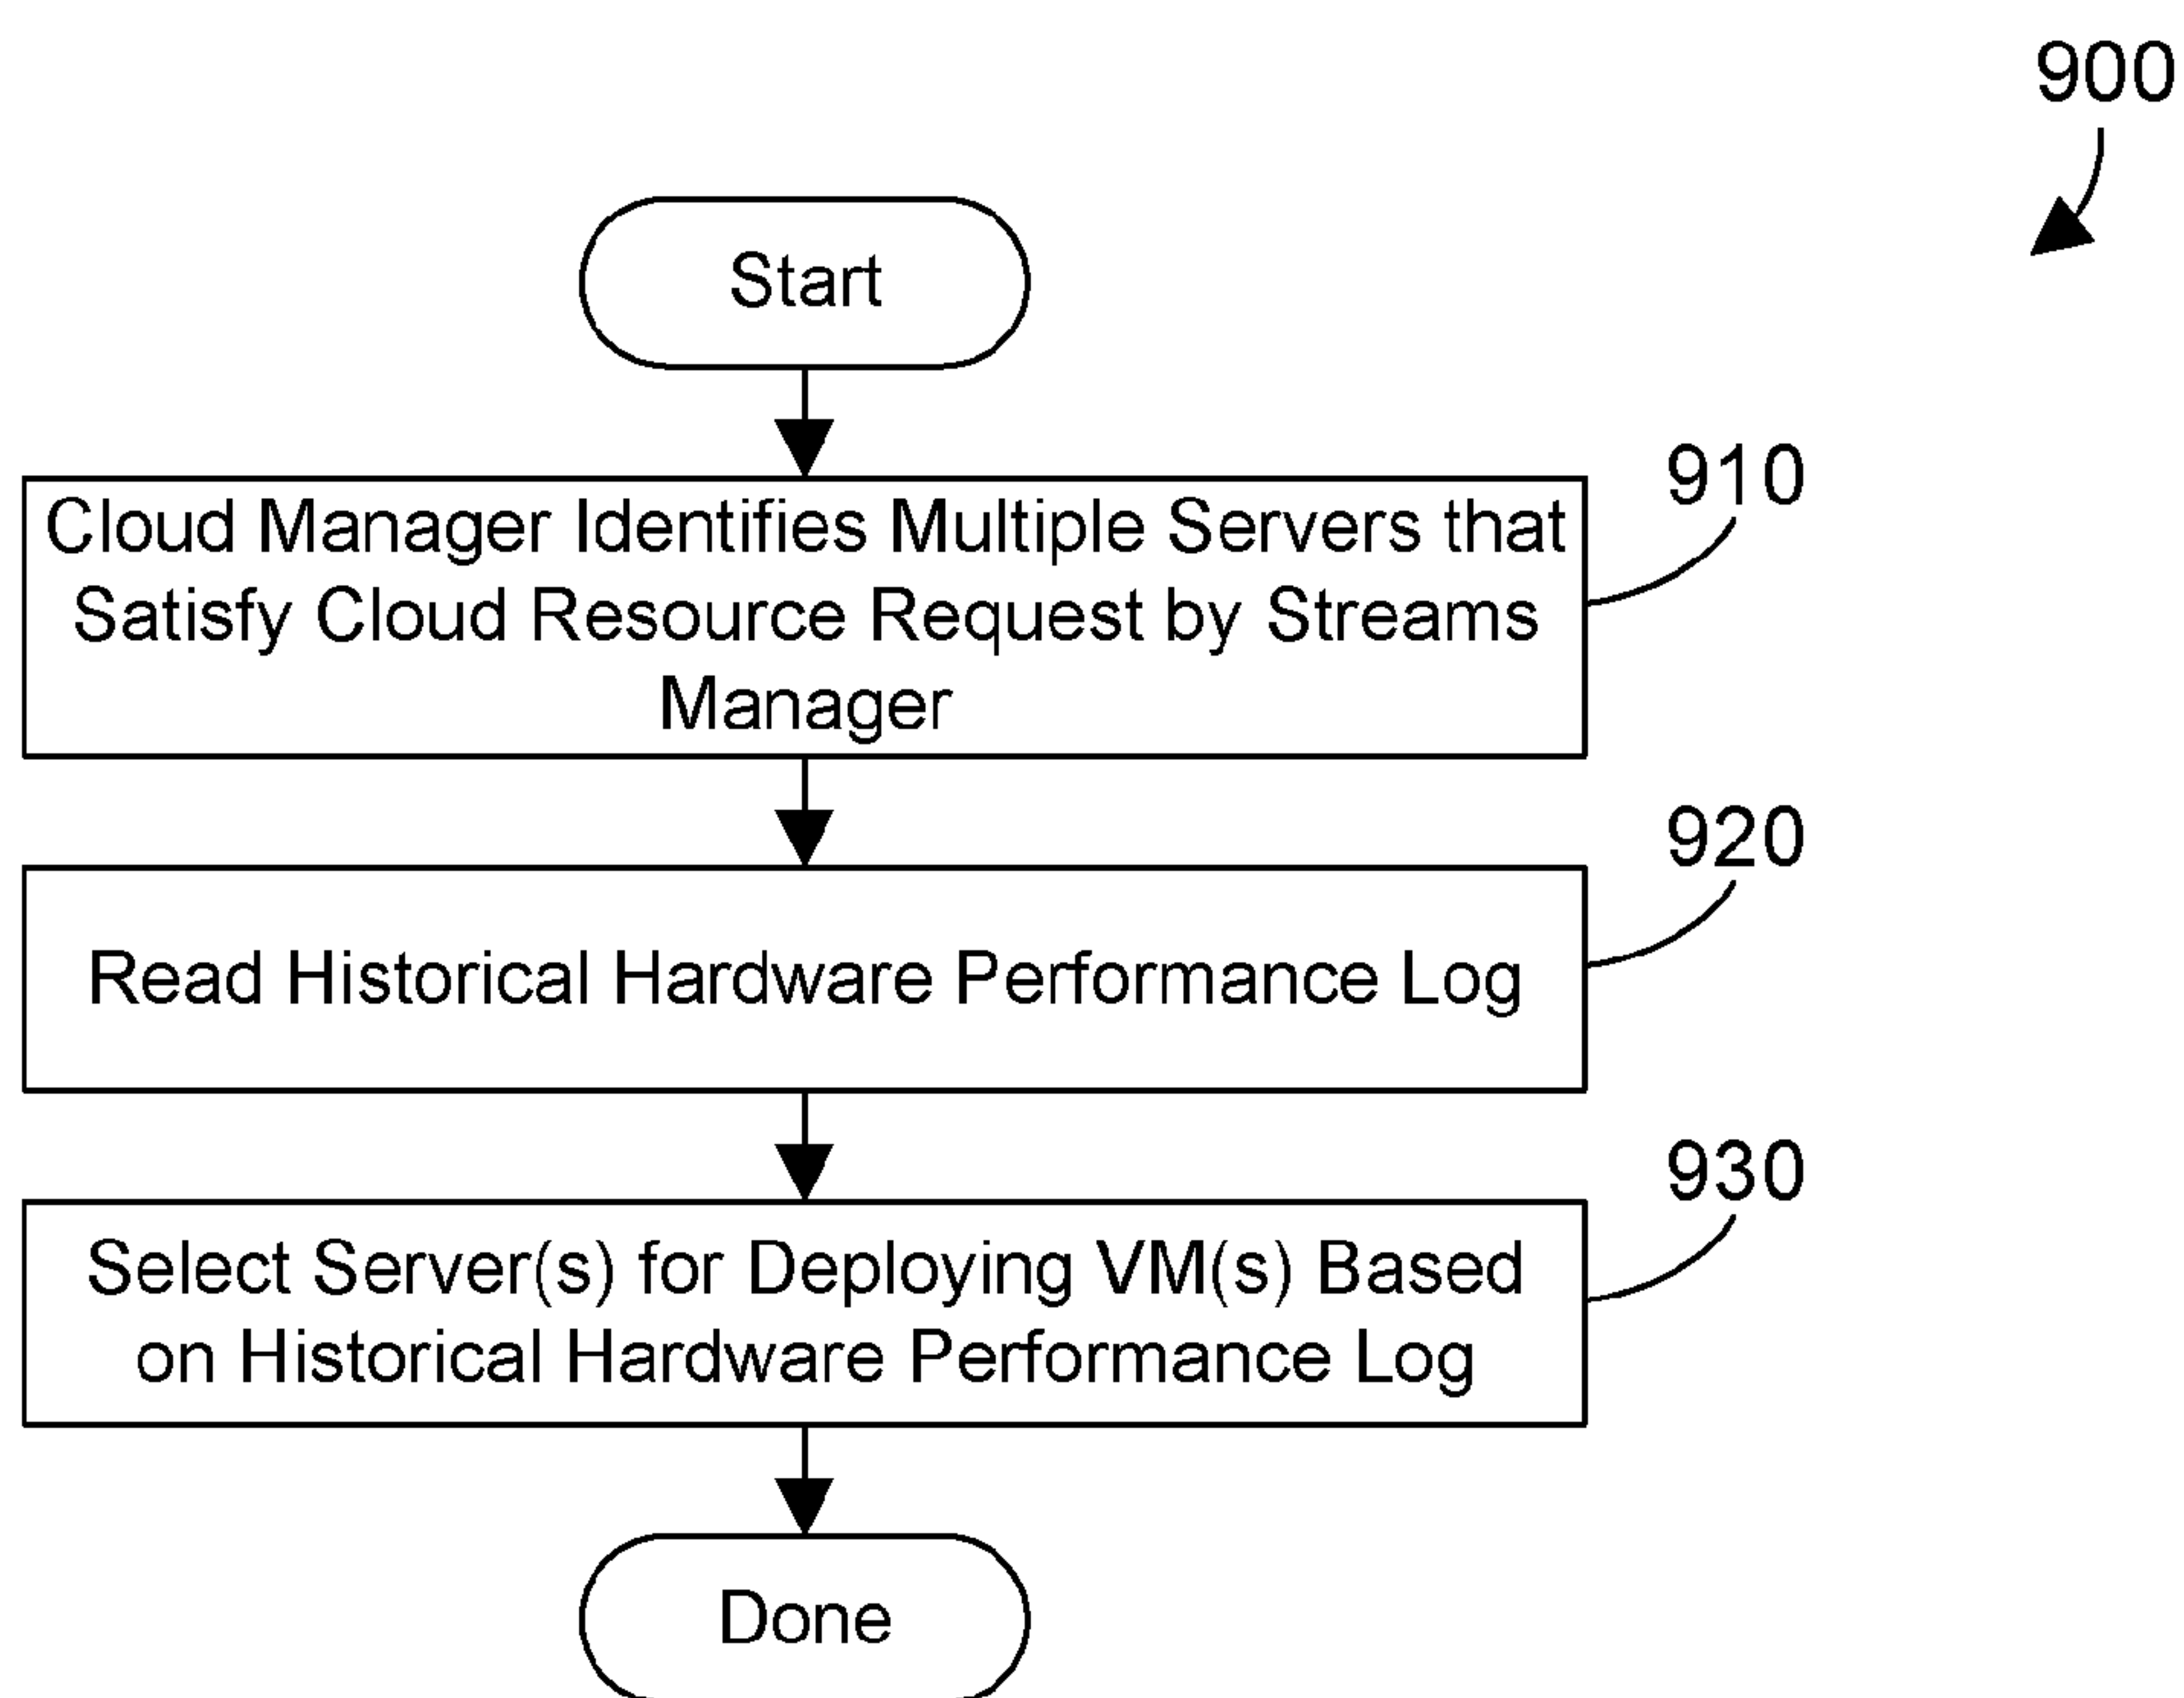 900
Start
910
Cloud Manager Identifies Multiple Servers that
Satisfy Cloud Resource Request by Streams
Manager
920
Read Historical Hardware Performance Log
930
Select Server(s) for Deploying VM(s) Based
on Historical Hardware Performance Log
Done